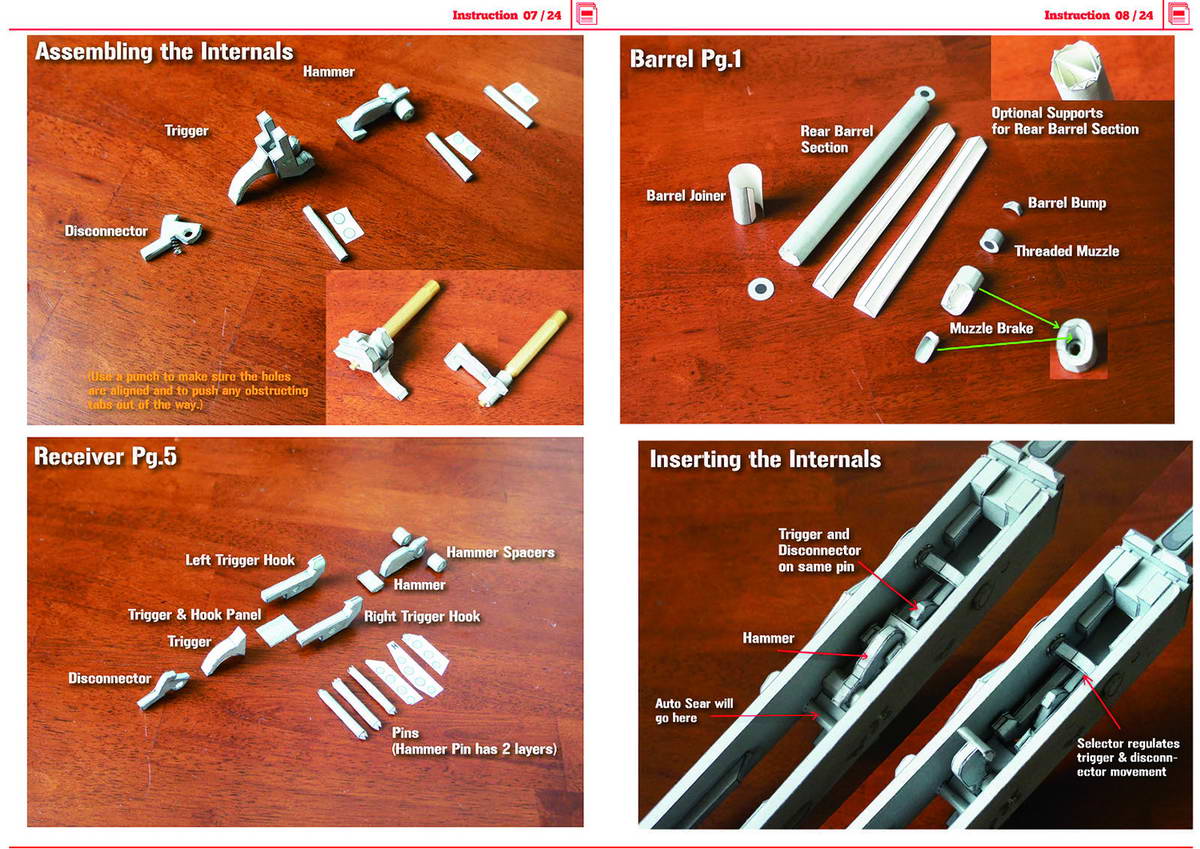 Instruction 07 / 24
Instruction 08 / 24
Assembling the Internals
Hammer
Trigger
Disconnector
(Use a punch to make sure the holes
are aligned and to push any obstructing
tabs out of the way.)
Barrel Pg.1
Optional Supports
for Rear Barrel Section
Rear Barrel
Section
Barrel Joiner
Barrel Bump
Threaded Muzzle
Muzzle Brake
Receiver Pg.5
Left Trigger Hook
Hammer Spacers
Hammer
Trigger & Hook Panel
Right Trigger Hook
Trigger
Disconnector
Pins
(Hammer Pin has 2 layers)
Inserting the Internals
Trigger and
Disconnector
on same pin
Hammer
Auto Sear will
go here
Selector regulates
trigger & disconn-
ector movement